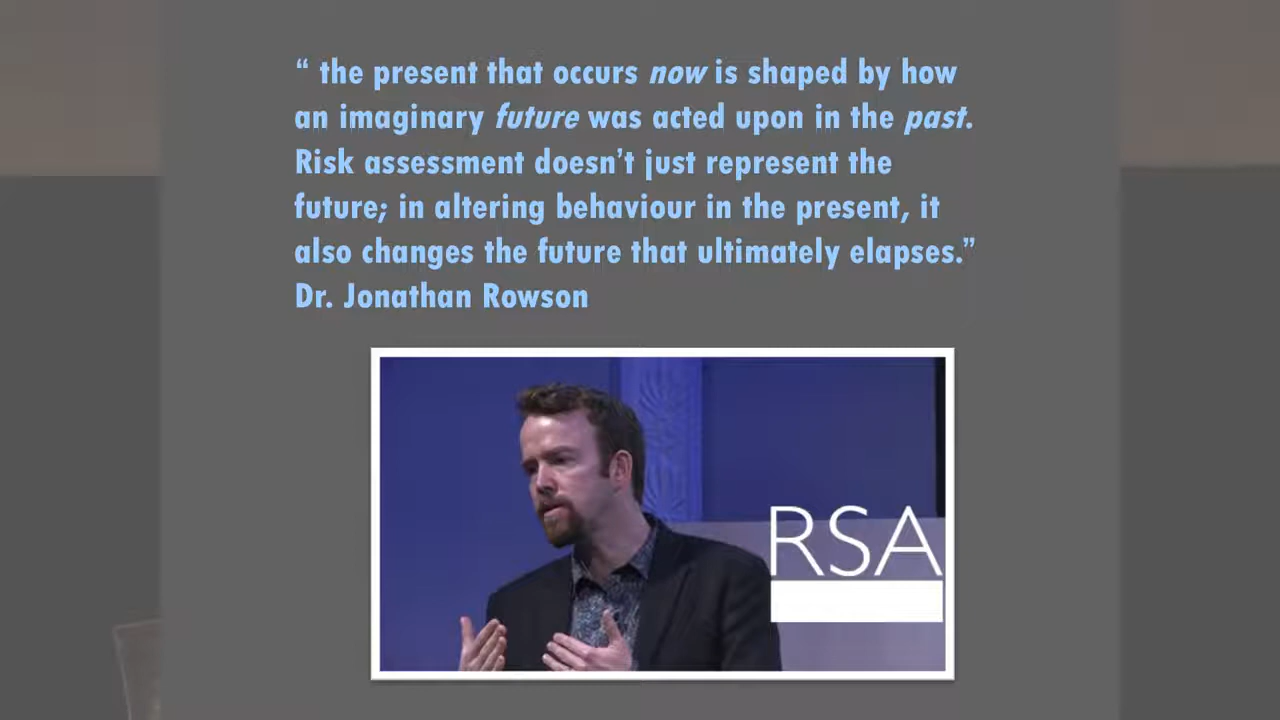 “ the present that occurs now is shaped by how
an imaginary future was acted upon in the past.
Risk assessment doesn’t just represent the
future; in altering behaviour in the present, it
also changes the future that ultimately elapses.”
Dr. Jonathan Rowson
RSA